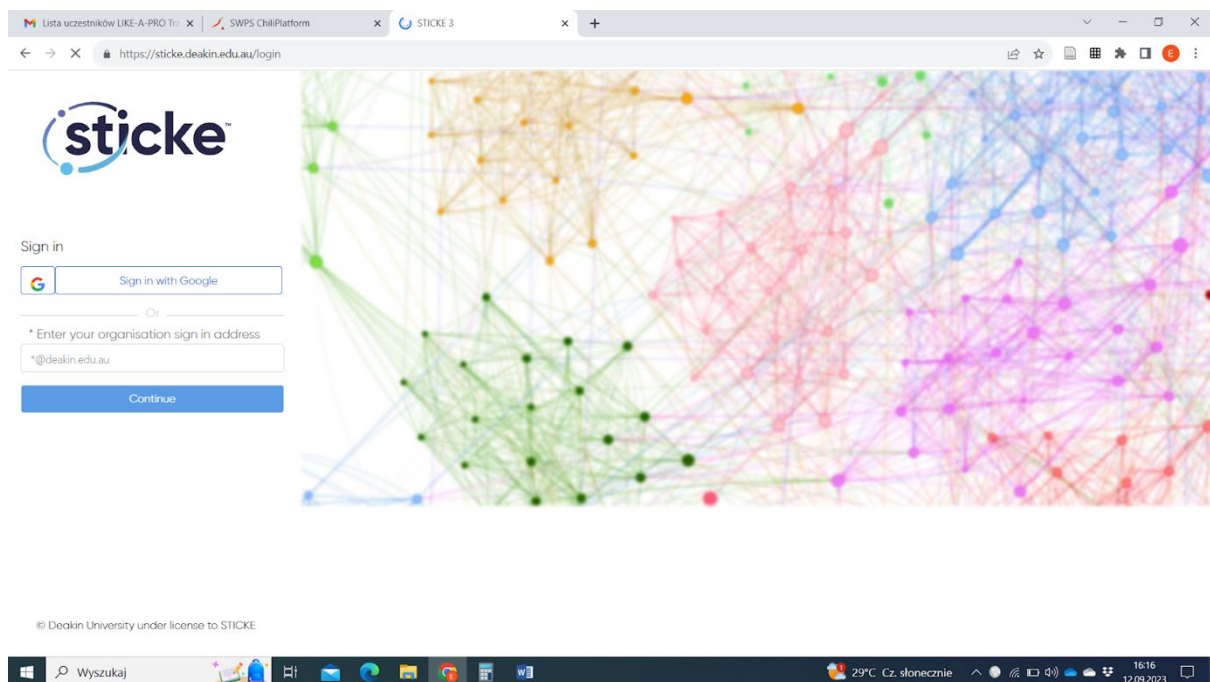 Lista uczestników LIKE-A-PRO Tr
SWPS ChiliPlatform
STICKE 3
https://sticke.deakin.edu.au/login
E
sticke™
Sign in
G Sign in with Google
Or
* Enter your organisation sign in address
*@deakin.edu.au
Continue
© Deakin University under license to STICKE
Wyszukaj
29°C Cz. słonecznie
16:16
12.09.2023